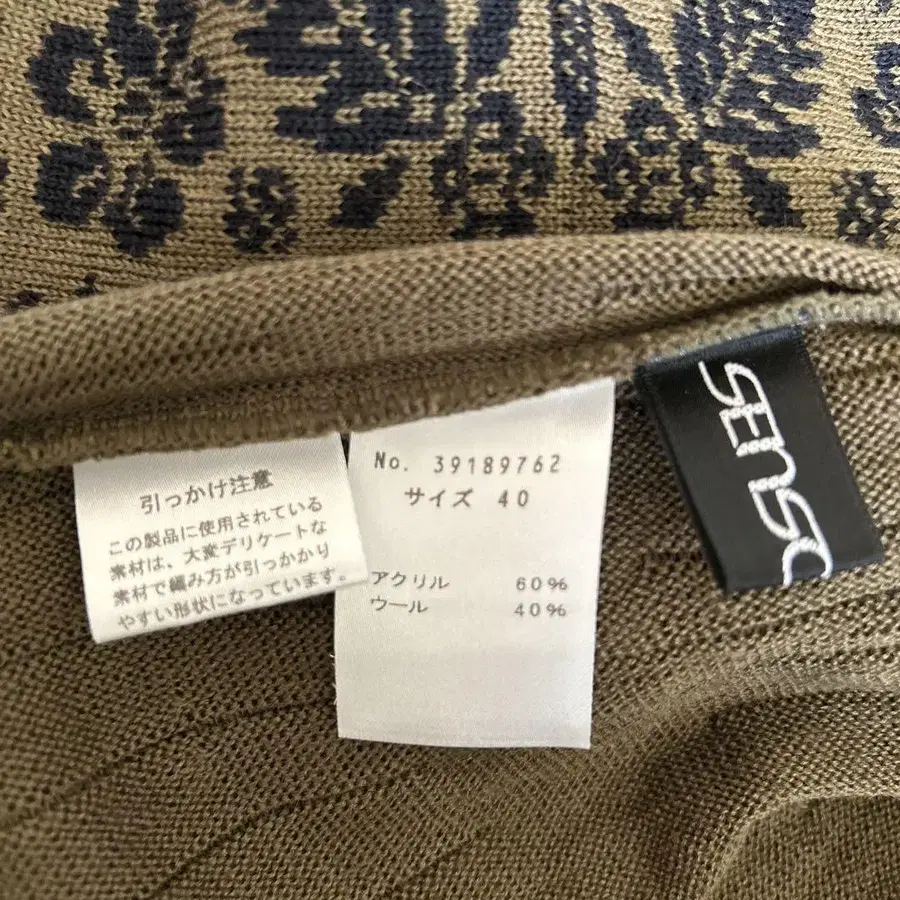 引っかけ注意
この製品に使用されている
素材は、大変デリケートな
素材で編み方が引っかかり
やすい形状になっています。
No. 39189762
サイズ 40
アクリル 60%
ウール 40%
SENSO